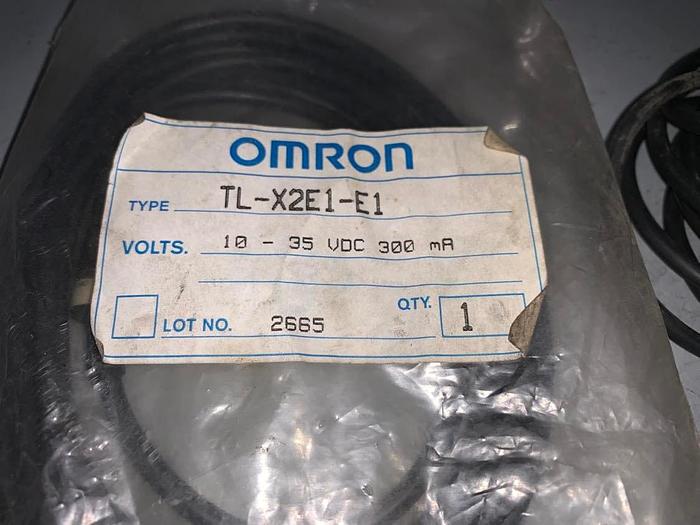 OMRON
TYPE TL-X2E1-E1
VOLTS. 10 - 35 VDC 300 mA
QTY. 1
LOT NO. 2665